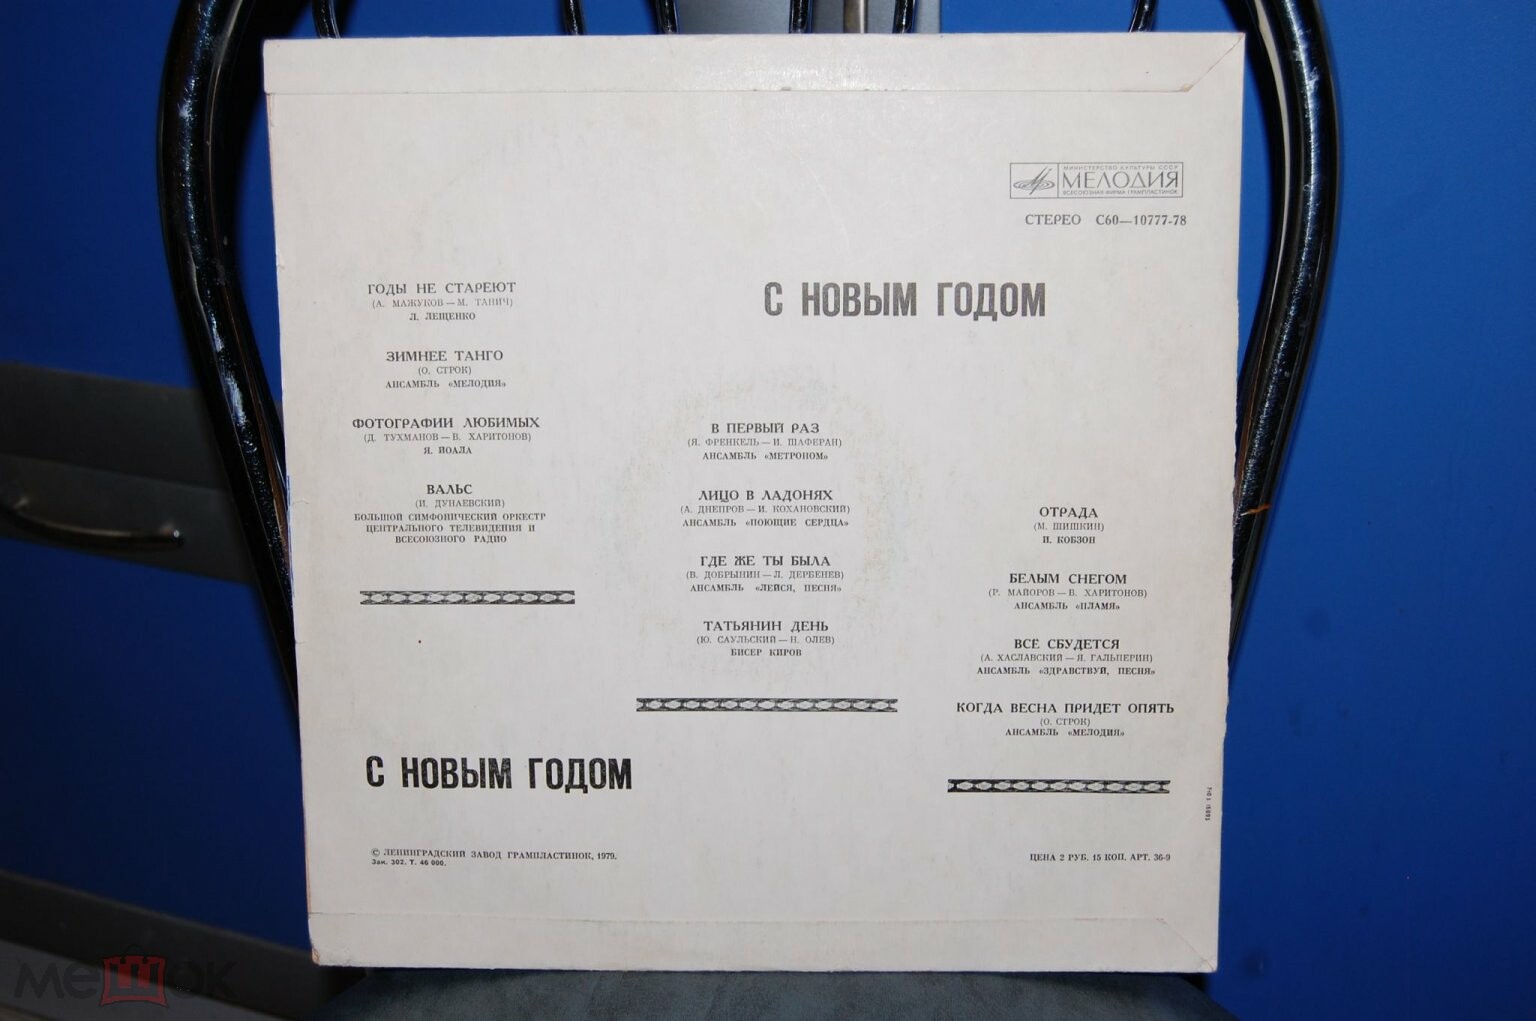 МИНИСТЕРСТВО КУЛЬТУРЫ СССР
МЕЛОДИЯ
ВСЕСОЮЗНАЯ ФИРМА ГРАМПЛАСТИНОК
СТЕРЕО С60—10777-78
С НОВЫМ ГОДОМ
ГОДЫ НЕ СТАРЕЮТ
(А. МАЖУКОВ — М. ТАНИЧ)
Л. ЛЕЩЕНКО
ЗИМНЕЕ ТАНГО
(О. СТРОК)
АНСАМБЛЬ «МЕЛОДИЯ»
ФОТОГРАФИИ ЛЮБИМЫХ
(Д. ТУХМАНОВ — В. ХАРИТОНОВ)
Я. ЙОАЛА
ВАЛЬС
(И. ДУНАЕВСКИЙ)
БОЛЬШОЙ СИМФОНИЧЕСКИЙ ОРКЕСТР
ЦЕНТРАЛЬНОГО ТЕЛЕВИДЕНИЯ И
ВСЕСОЮЗНОГО РАДИО
В ПЕРВЫЙ РАЗ
(Я. ФРЕНКЕЛЬ — И. ШАФЕРАН)
АНСАМБЛЬ «МЕТРОНОМ»
ЛИЦО В ЛАДОНЯХ
(А. ДНЕПРОВ — И. КОХАНОВСКИЙ)
АНСАМБЛЬ «ПОЮЩИЕ СЕРДЦА»
ГДЕ ЖЕ ТЫ БЫЛА
(В. ДОБРЫНИН — Л. ДЕРБЕНЕВ)
АНСАМБЛЬ «ЛЕЙСЯ, ПЕСНЯ»
ТАТЬЯНИН ДЕНЬ
(Ю. САУЛЬСКИЙ — Н. ОЛЕВ)
БИСЕР КИРОВ
ОТРАДА
(М. ШИШКИН)
И. КОБЗОН
БЕЛЫМ СНЕГОМ
(Р. МАЙОРОВ — В. ХАРИТОНОВ)
АНСАМБЛЬ «ПЛАМЯ»
ВСЕ СБУДЕТСЯ
(А. ХАСЛАВСКИЙ — Я. ГАЛЬПЕРИН)
АНСАМБЛЬ «ЗДРАВСТВУЙ, ПЕСНЯ»
КОГДА ВЕСНА ПРИДЕТ ОПЯТЬ
(О. СТРОК)
АНСАМБЛЬ «МЕЛОДИЯ»
С НОВЫМ ГОДОМ
© ЛЕНИНГРАДСКИЙ ЗАВОД ГРАМПЛАСТИНОК, 1979.
Зак. 302. Т. 46 000.
ЦЕНА 2 РУБ. 15 КОП. АРТ. 36-9
мешок